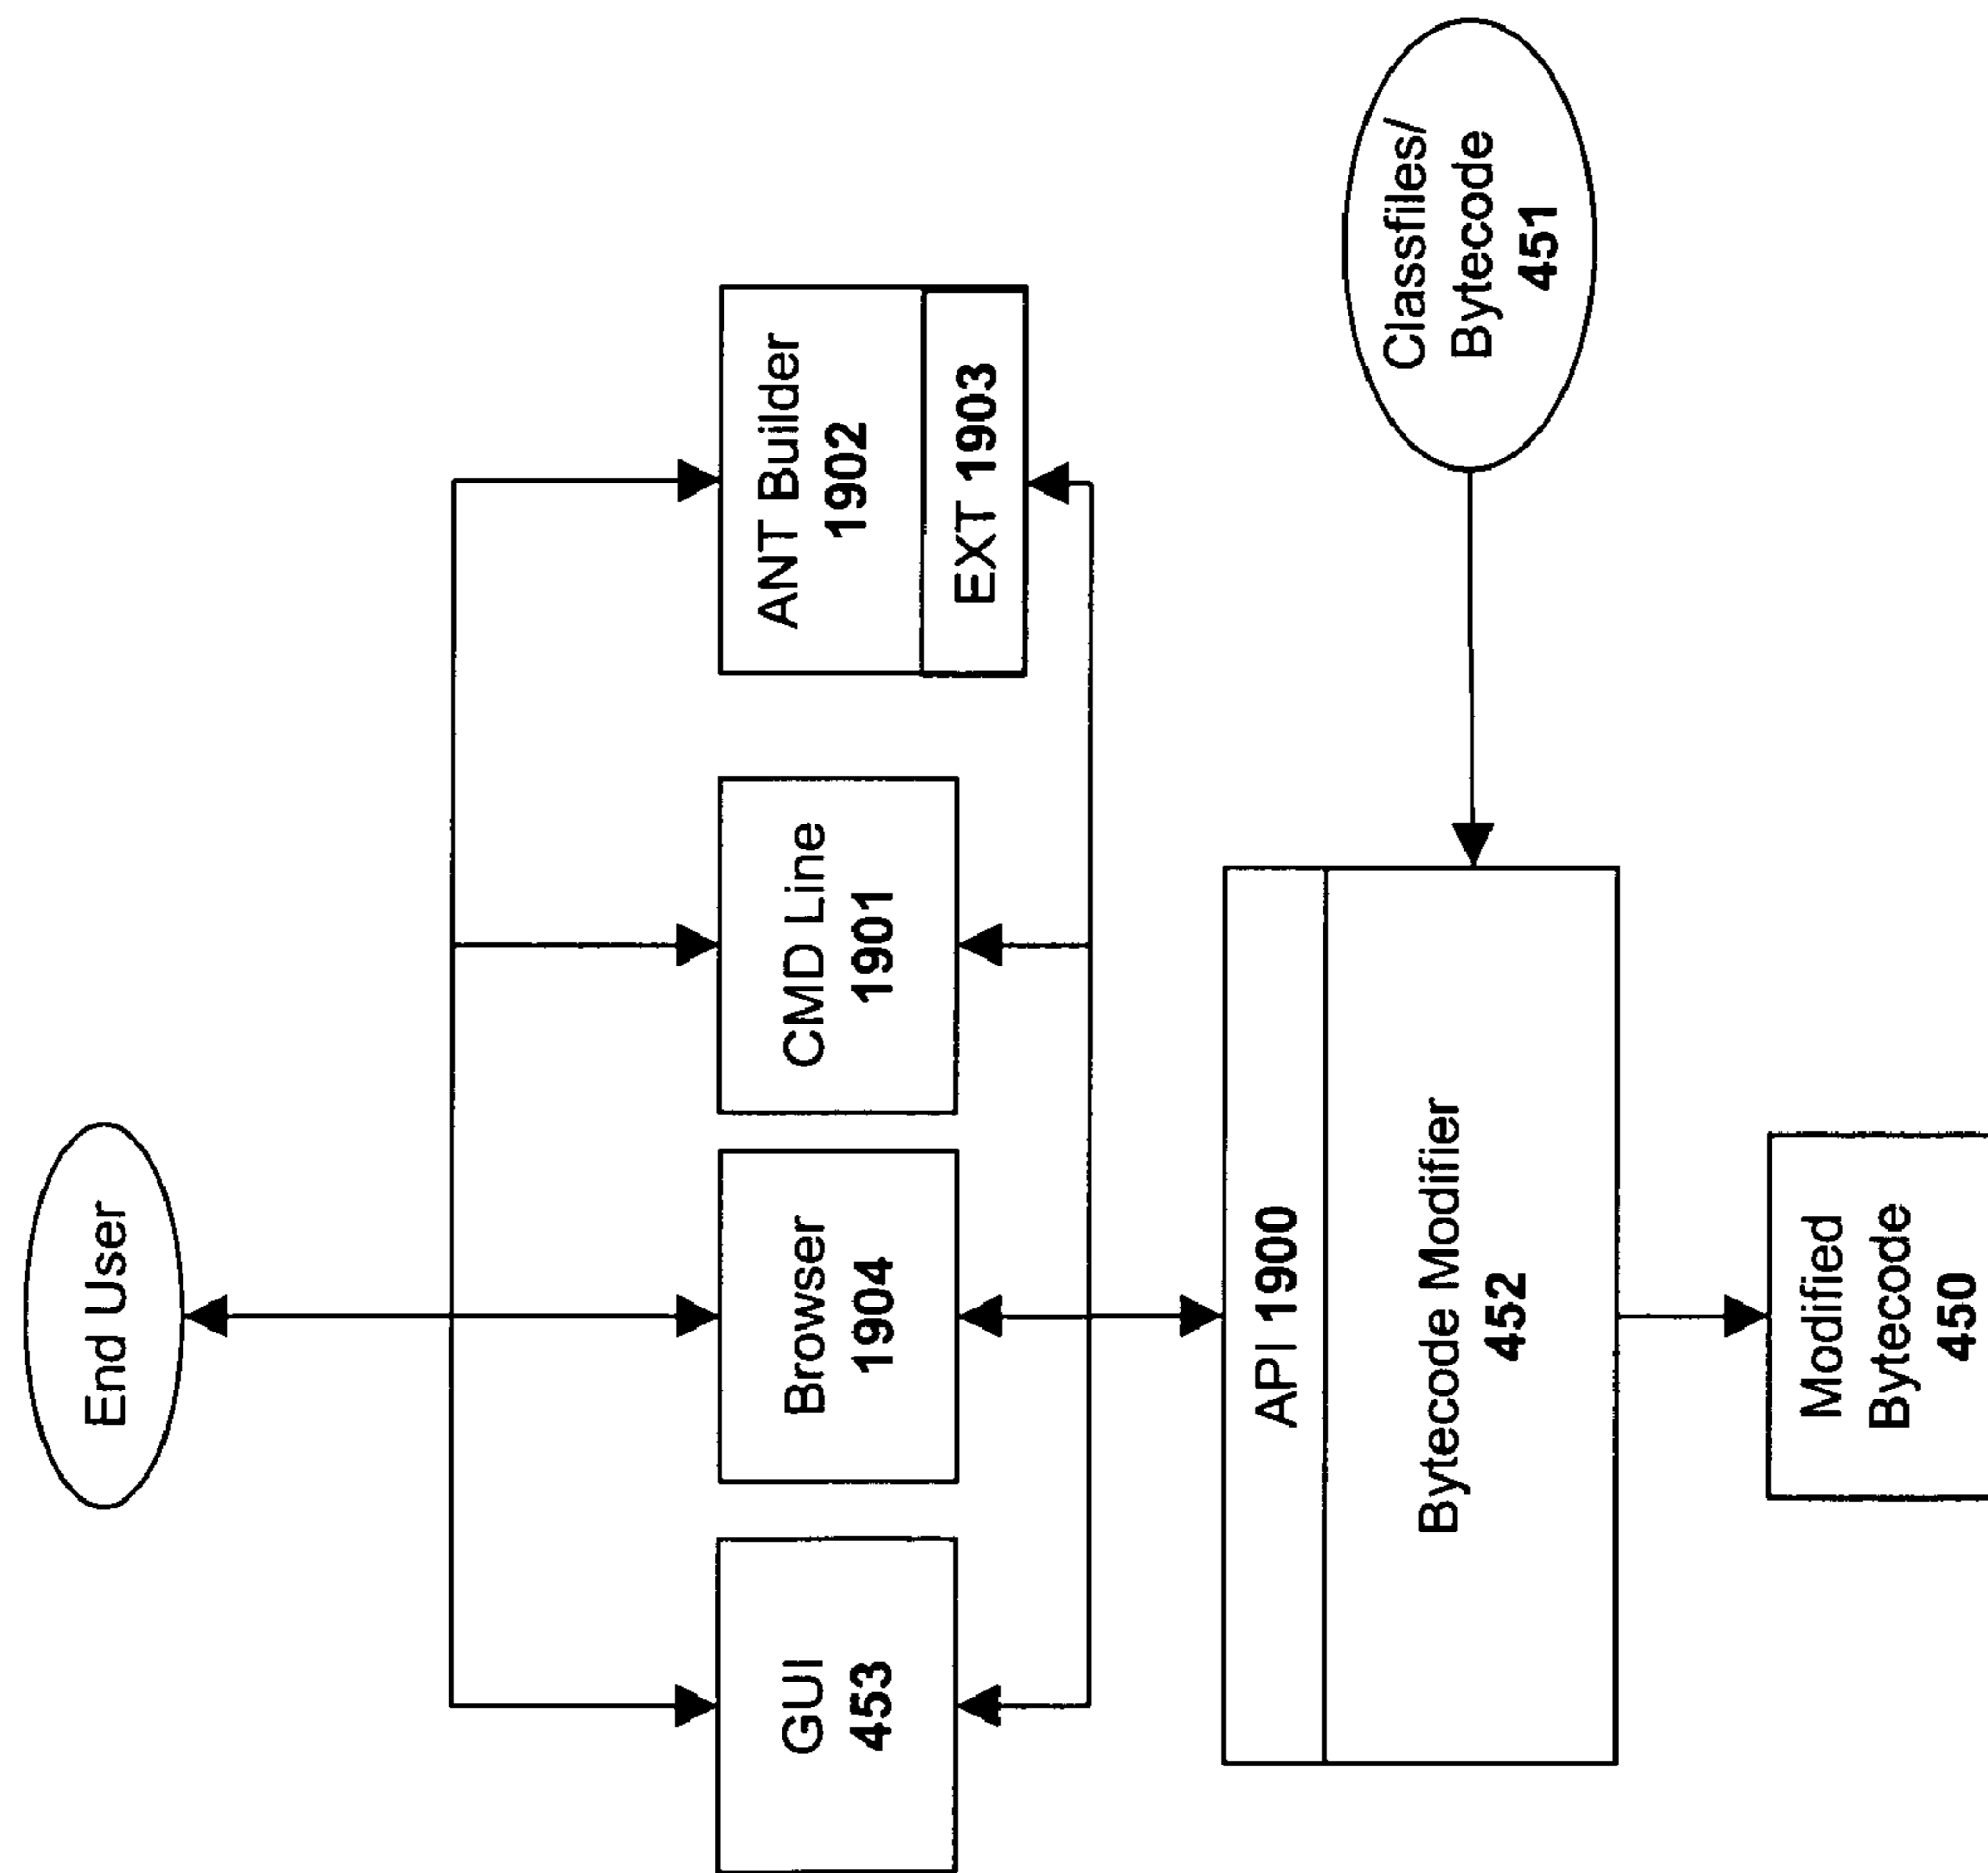 End User
GUI
453
Browser
1904
CMD Line
1901
ANT Builder
1902
EXT 1903
API 1900
Bytecode Modifier
452
Classfiles/
Bytecode
451
Modified
Bytecode
450